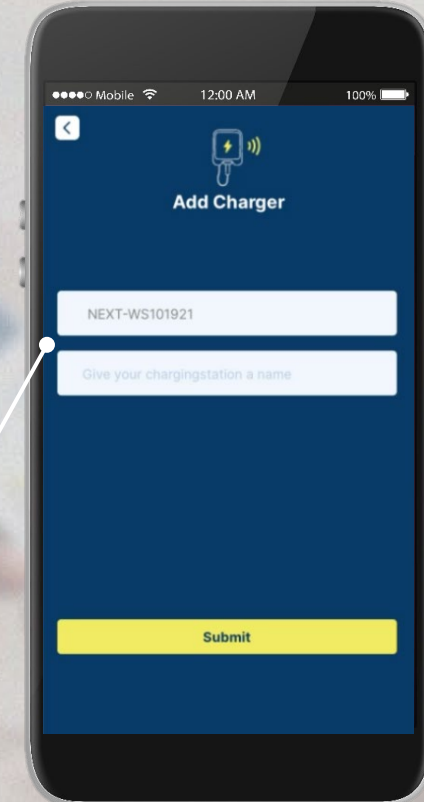 Mobile 12:00 AM 100%
Add Charger
NEXT-WS101921
Give your chargingstation a name
Submit